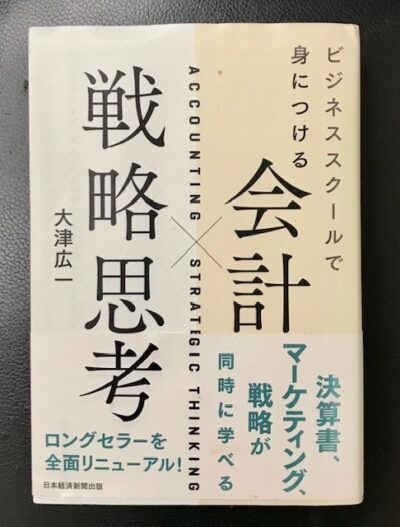 ビジネススクールで
身につける
会計
×
戦略思考
ACCOUNTING STRATEGIC THINKING
大津広一
決算書、
マーケティング、
戦略が
同時に学べる
ロングセラーを
全面リニューアル!
日本経済新聞出版